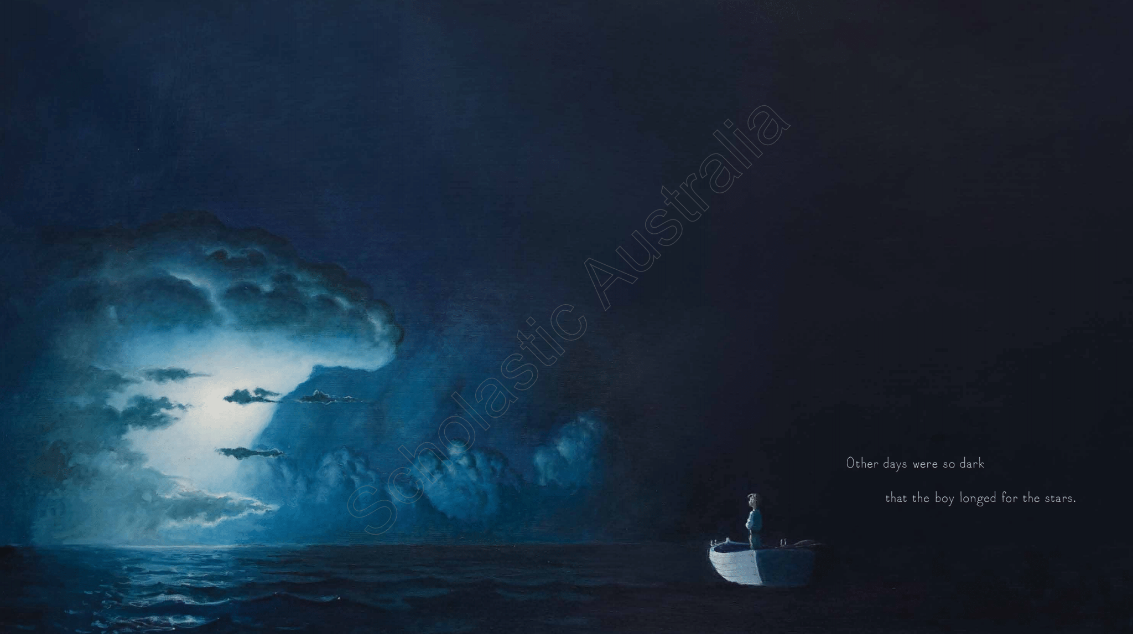 Scholastic Australia
Other days were so dark
that the boy longed for the stars.